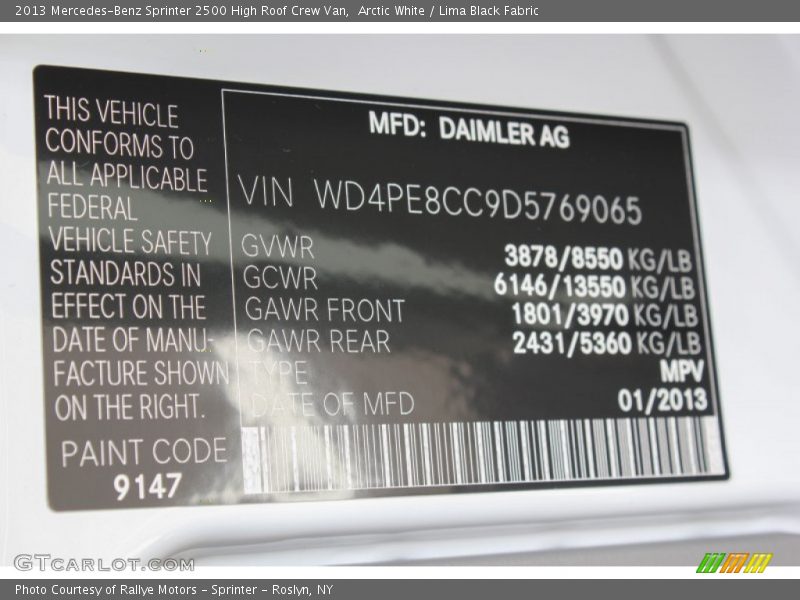 2013 Mercedes-Benz Sprinter 2500 High Roof Crew Van,  Arctic White / Lima Black Fabric
THIS VEHICLE
CONFORMS TO
ALL APPLICABLE
FEDERAL
VEHICLE SAFETY
STANDARDS IN
EFFECT ON THE
DATE OF MANU-
FACTURE SHOWN
ON THE RIGHT.
PAINT CODE
9147
MFD: DAIMLER AG
VIN WD4PE8CC9D5769065
GVWR 3878/8550 KG/LB
GCWR 6146/13550 KG/LB
GAWR FRONT 1801/3970 KG/LB
GAWR REAR 2431/5360 KG/LB
TYPE MPV
DATE OF MFD 01/2013
GTCARLOT.COM
Photo Courtesy of Rallye Motors - Sprinter - Roslyn, NY